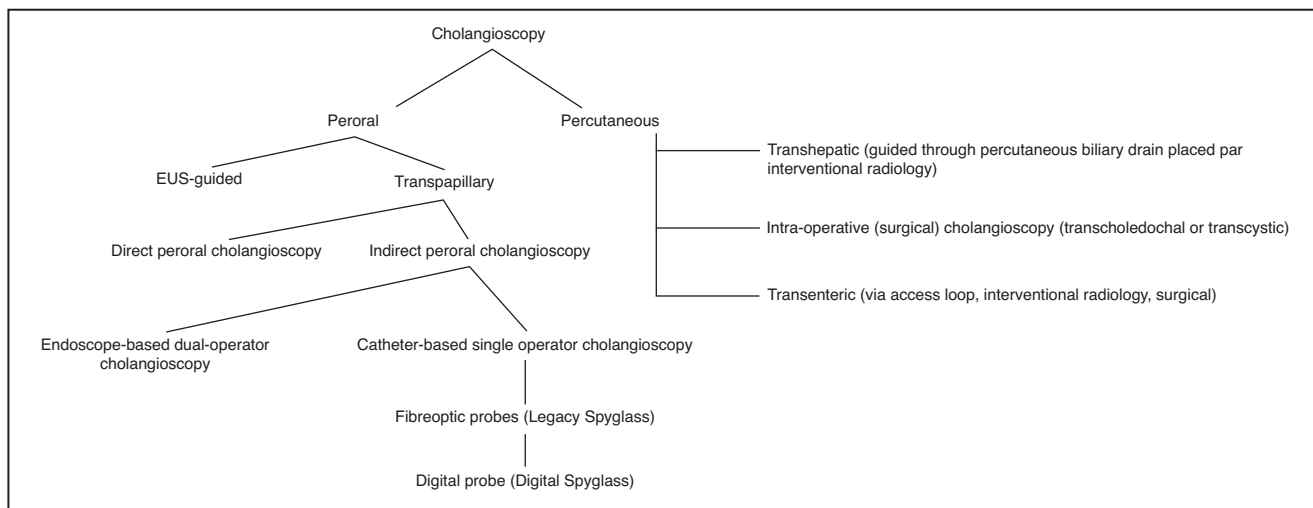 Cholangioscopy
Peroral
Percutaneous
Transhepatic (guided through percutaneous biliary drain placed par
interventional radiology)
EUS-guided
Transpapillary
Intra-operative (surgical) cholangioscopy (transcholedochal or transcystic)
Direct peroral cholangioscopy
Indirect peroral cholangioscopy
Transenteric (via access loop, interventional radiology, surgical)
Endoscope-based dual-operator
cholangioscopy
Catheter-based single operator cholangioscopy
Fibreoptic probes (Legacy Spyglass)
Digital probe (Digital Spyglass)